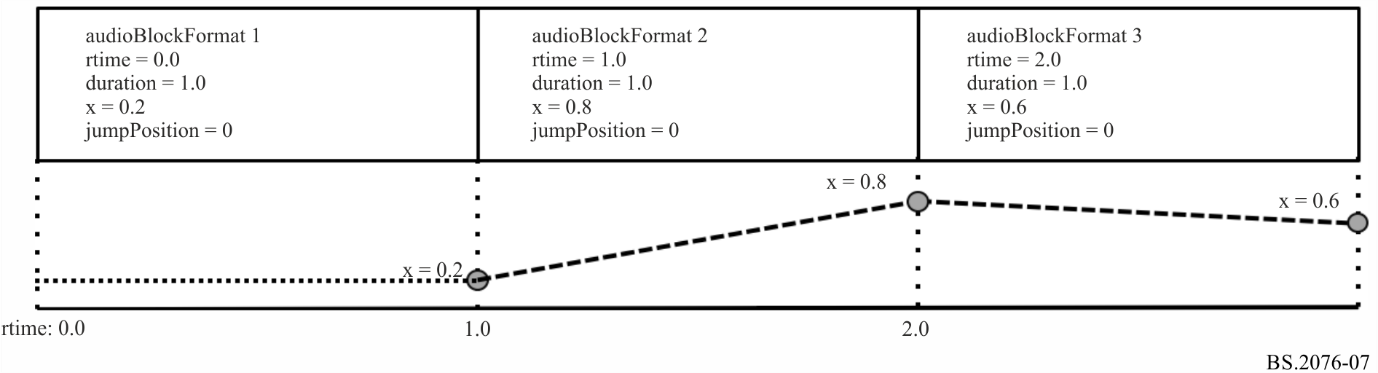 audioBlockFormat 1
rtime = 0.0
duration = 1.0
x = 0.2
jumpPosition = 0
audioBlockFormat 2
rtime = 1.0
duration = 1.0
x = 0.8
jumpPosition = 0
audioBlockFormat 3
rtime = 2.0
duration = 1.0
x = 0.6
jumpPosition = 0
x = 0.8
x = 0.6
x = 0.2
rtime: 0.0
1.0
2.0
BS.2076-07